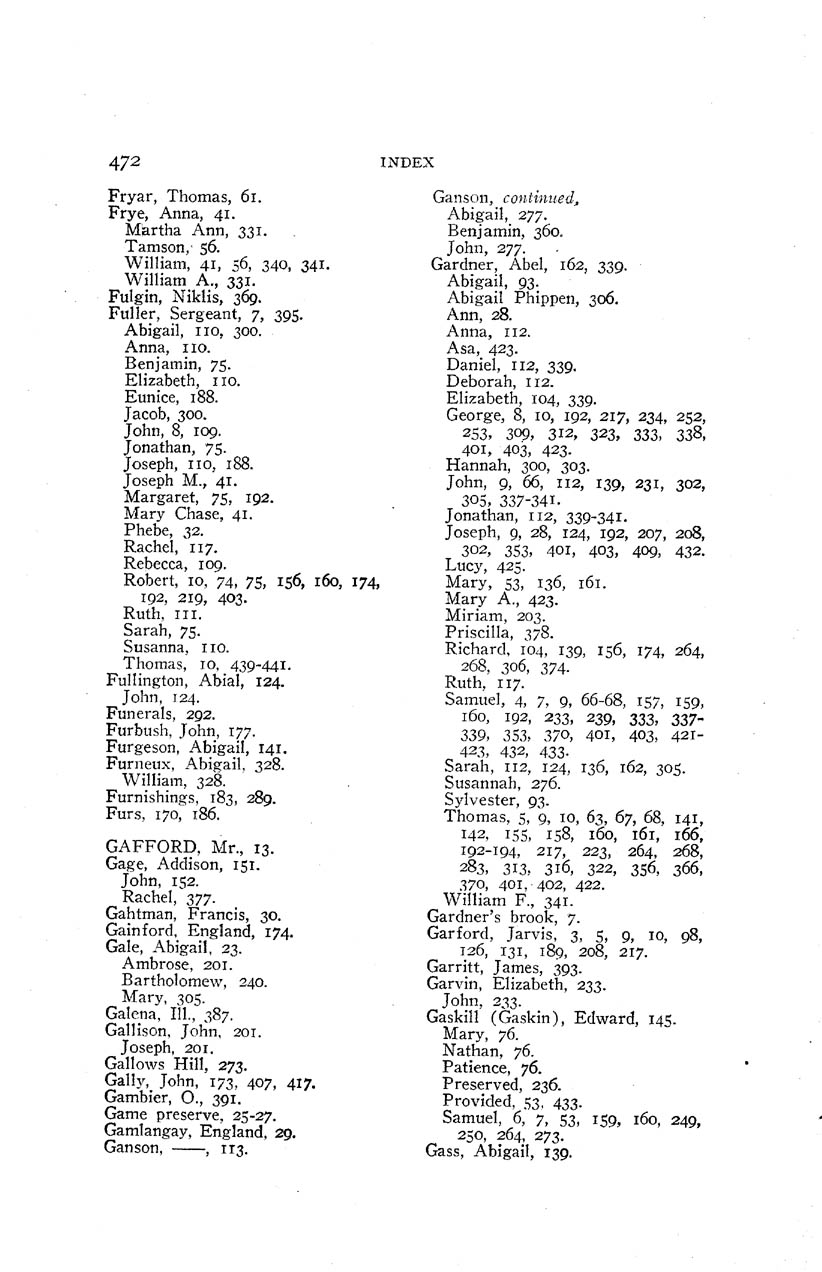 472
INDEX
Fryar, Thomas, 61.
Frye, Anna, 41.
Martha Ann, 331.
Tamson, 56.
William, 41, 56, 340, 341.
William A., 331.
Fulgin, Niklis, 369.
Fuller, Sergeant, 7, 395.
Abigail, 110, 300.
Anna, 110.
Benjamin, 75.
Elizabeth, 110.
Eunice, 188.
Jacob, 300.
John, 8, 109.
Jonathan, 75.
Joseph, 110, 188.
Joseph M., 41.
Margaret, 75, 192.
Mary Chase, 41.
Phebe, 32.
Rachel, 117.
Rebecca, 109.
Robert, 10, 74, 75, 156, 160, 174,
192, 219, 403.
Ruth, 111.
Sarah, 75.
Susanna, 110.
Thomas, 10, 439-441.
Fullington, Abial, 124.
John, 124.
Funerals, 292.
Furbush, John, 177.
Furgeson, Abigail, 141.
Furneux, Abigail, 328.
William, 328.
Furnishings, 183, 289.
Furs, 170, 186.
GAFFORD, Mr., 13.
Gage, Addison, 151.
John, 152.
Rachel, 377.
Gahtman, Francis, 30.
Gainford, England, 174.
Gale, Abigail, 23.
Ambrose, 201.
Bartholomew, 240.
Mary, 305.
Galena, Ill., 387.
Gallison, John, 201.
Joseph, 201.
Gallows Hill, 273.
Gally, John, 173, 407, 417.
Gambier, O., 391.
Game preserve, 25-27.
Gamlangay, England, 29.
Ganson, ——, 113.
Ganson, continued,
Abigail, 277.
Benjamin, 360.
John, 277.
Gardner, Abel, 162, 339.
Abigail, 93.
Abigail Phippen, 306.
Ann, 28.
Anna, 112.
Asa, 423.
Daniel, 112, 339.
Deborah, 112.
Elizabeth, 104, 339.
George, 8, 10, 192, 217, 234, 252,
253, 309, 312, 323, 333, 338,
401, 403, 423.
Hannah, 300, 303.
John, 9, 66, 112, 139, 231, 302,
305, 337-341.
Jonathan, 112, 339-341.
Joseph, 9, 28, 124, 192, 207, 208,
302, 353, 401, 403, 409, 432.
Lucy, 425.
Mary, 53, 136, 161.
Mary A., 423.
Miriam, 203.
Priscilla, 378.
Richard, 104, 139, 156, 174, 264,
268, 306, 374.
Ruth, 117.
Samuel, 4, 7, 9, 66-68, 157, 159,
160, 192, 233, 239, 333, 337-
339, 353, 370, 401, 403, 421-
423, 432, 433.
Sarah, 112, 124, 136, 162, 305.
Susannah, 276.
Sylvester, 93.
Thomas, 5, 9, 10, 63, 67, 68, 141,
142, 155, 158, 160, 161, 166,
192-194, 217, 223, 264, 268,
283, 313, 316, 322, 356, 366,
370, 401, 402, 422.
William F., 341.
Gardner's brook, 7.
Garford, Jarvis, 3, 5, 9, 10, 98,
126, 131, 189, 208, 217.
Garritt, James, 393.
Garvin, Elizabeth, 233.
John, 233.
Gaskill (Gaskin), Edward, 145.
Mary, 76.
Nathan, 76.
Patience, 76.
Preserved, 236.
Provided, 53, 433.
Samuel, 6, 7, 53, 159, 160, 249,
250, 264, 273.
Gass, Abigail, 139.